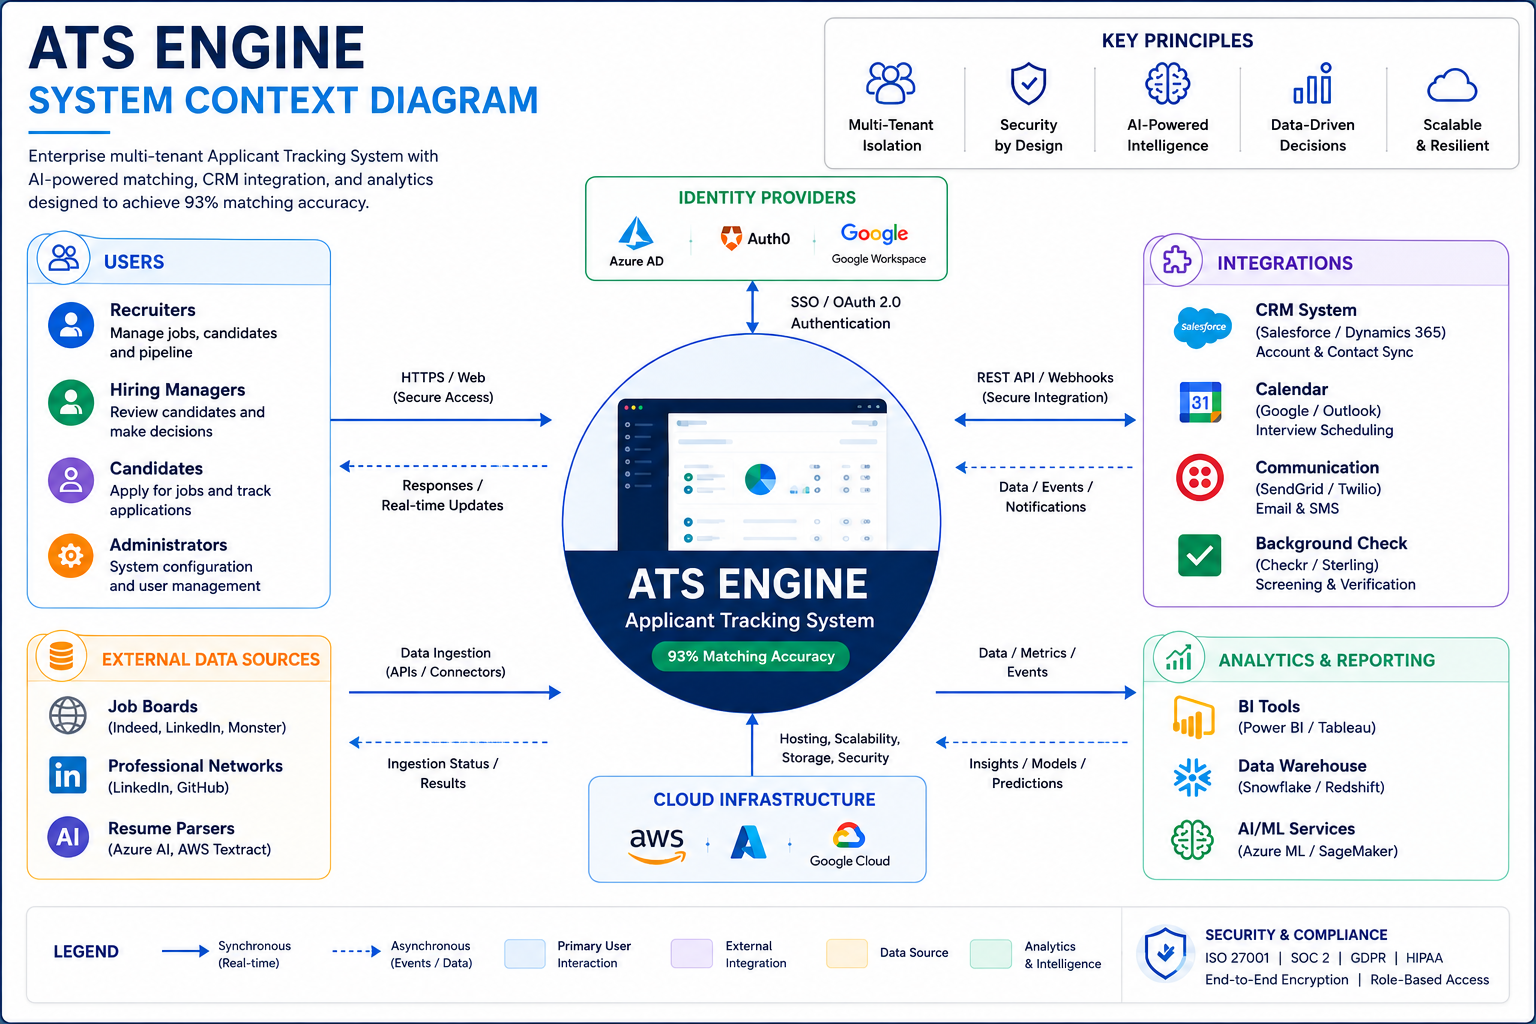 ATS ENGINE
SYSTEM CONTEXT DIAGRAM
Enterprise multi-tenant Applicant Tracking System with
AI-powered matching, CRM integration, and analytics
designed to achieve 93% matching accuracy.
KEY PRINCIPLES
Multi-Tenant
Isolation
Security
by Design
AI-Powered
Intelligence
Data-Driven
Decisions
Scalable
& Resilient
IDENTITY PROVIDERS
Azure AD
Auth0
Google
Google Workspace
SSO / OAuth 2.0
Authentication
USERS
Recruiters
Manage jobs, candidates
and pipeline
Hiring Managers
Review candidates and
make decisions
Candidates
Apply for jobs and track
applications
Administrators
System configuration
and user management
HTTPS / Web
(Secure Access)
Responses /
Real-time Updates
ATS ENGINE
Applicant Tracking System
93% Matching Accuracy
REST API / Webhooks
(Secure Integration)
Data / Events /
Notifications
INTEGRATIONS
Salesforce
CRM System
(Salesforce / Dynamics 365)
Account & Contact Sync
31
Calendar
(Google / Outlook)
Interview Scheduling
Communication
(SendGrid / Twilio)
Email & SMS
Background Check
(Checkr / Sterling)
Screening & Verification
EXTERNAL DATA SOURCES
Job Boards
(Indeed, LinkedIn, Monster)
in
Professional Networks
(LinkedIn, GitHub)
AI
Resume Parsers
(Azure AI, AWS Textract)
Data Ingestion
(APIs / Connectors)
Ingestion Status /
Results
Hosting, Scalability,
Storage, Security
CLOUD INFRASTRUCTURE
aws
Google Cloud
Data / Metrics /
Events
Insights / Models /
Predictions
ANALYTICS & REPORTING
BI Tools
(Power BI / Tableau)
Data Warehouse
(Snowflake / Redshift)
AI/ML Services
(Azure ML / SageMaker)
LEGEND
Synchronous
(Real-time)
Asynchronous
(Events / Data)
Primary User
Interaction
External
Integration
Data Source
Analytics
& Intelligence
SECURITY & COMPLIANCE
ISO 27001 | SOC 2 | GDPR | HIPAA
End-to-End Encryption | Role-Based Access